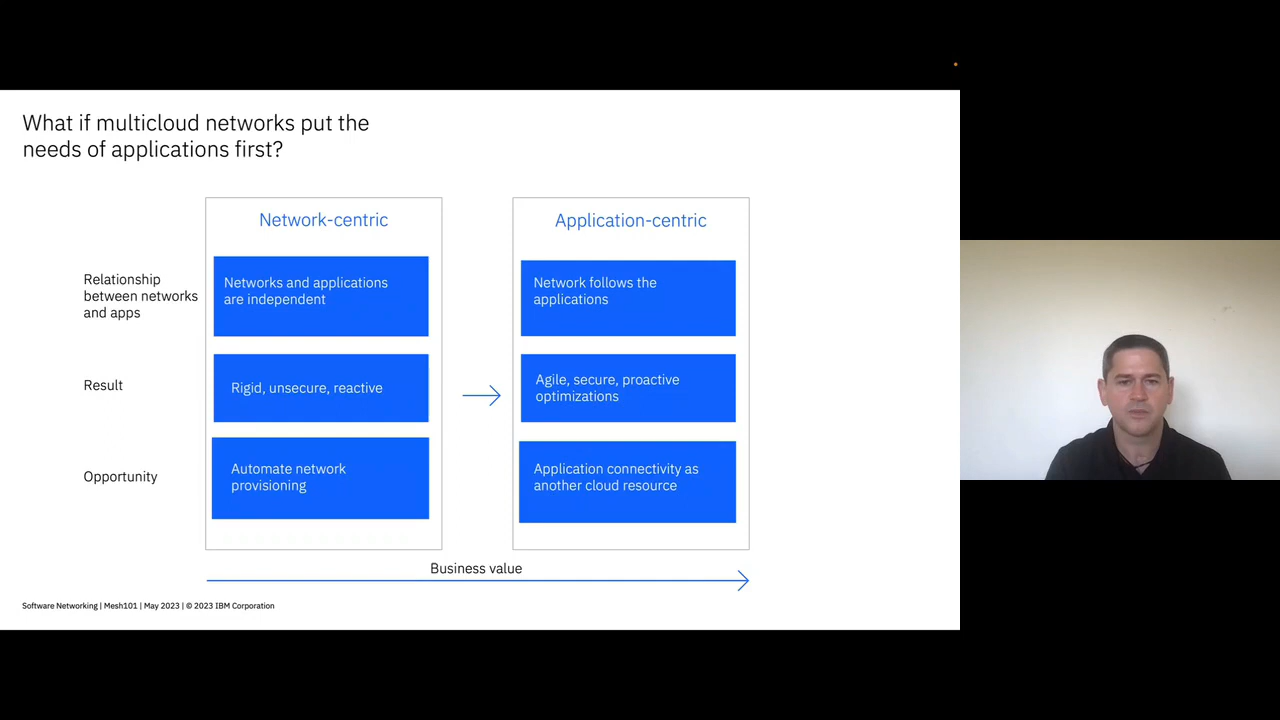 What if multicloud networks put the
needs of applications first?
Network-centric
Application-centric
Relationship
between networks
and apps
Networks and applications
are independent
Network follows the
applications
Result
Rigid, unsecure, reactive
Agile, secure, proactive
optimizations
Opportunity
Automate network
provisioning
Application connectivity as
another cloud resource
Business value
Software Networking | Mesh101 | May 2023 | © 2023 IBM Corporation